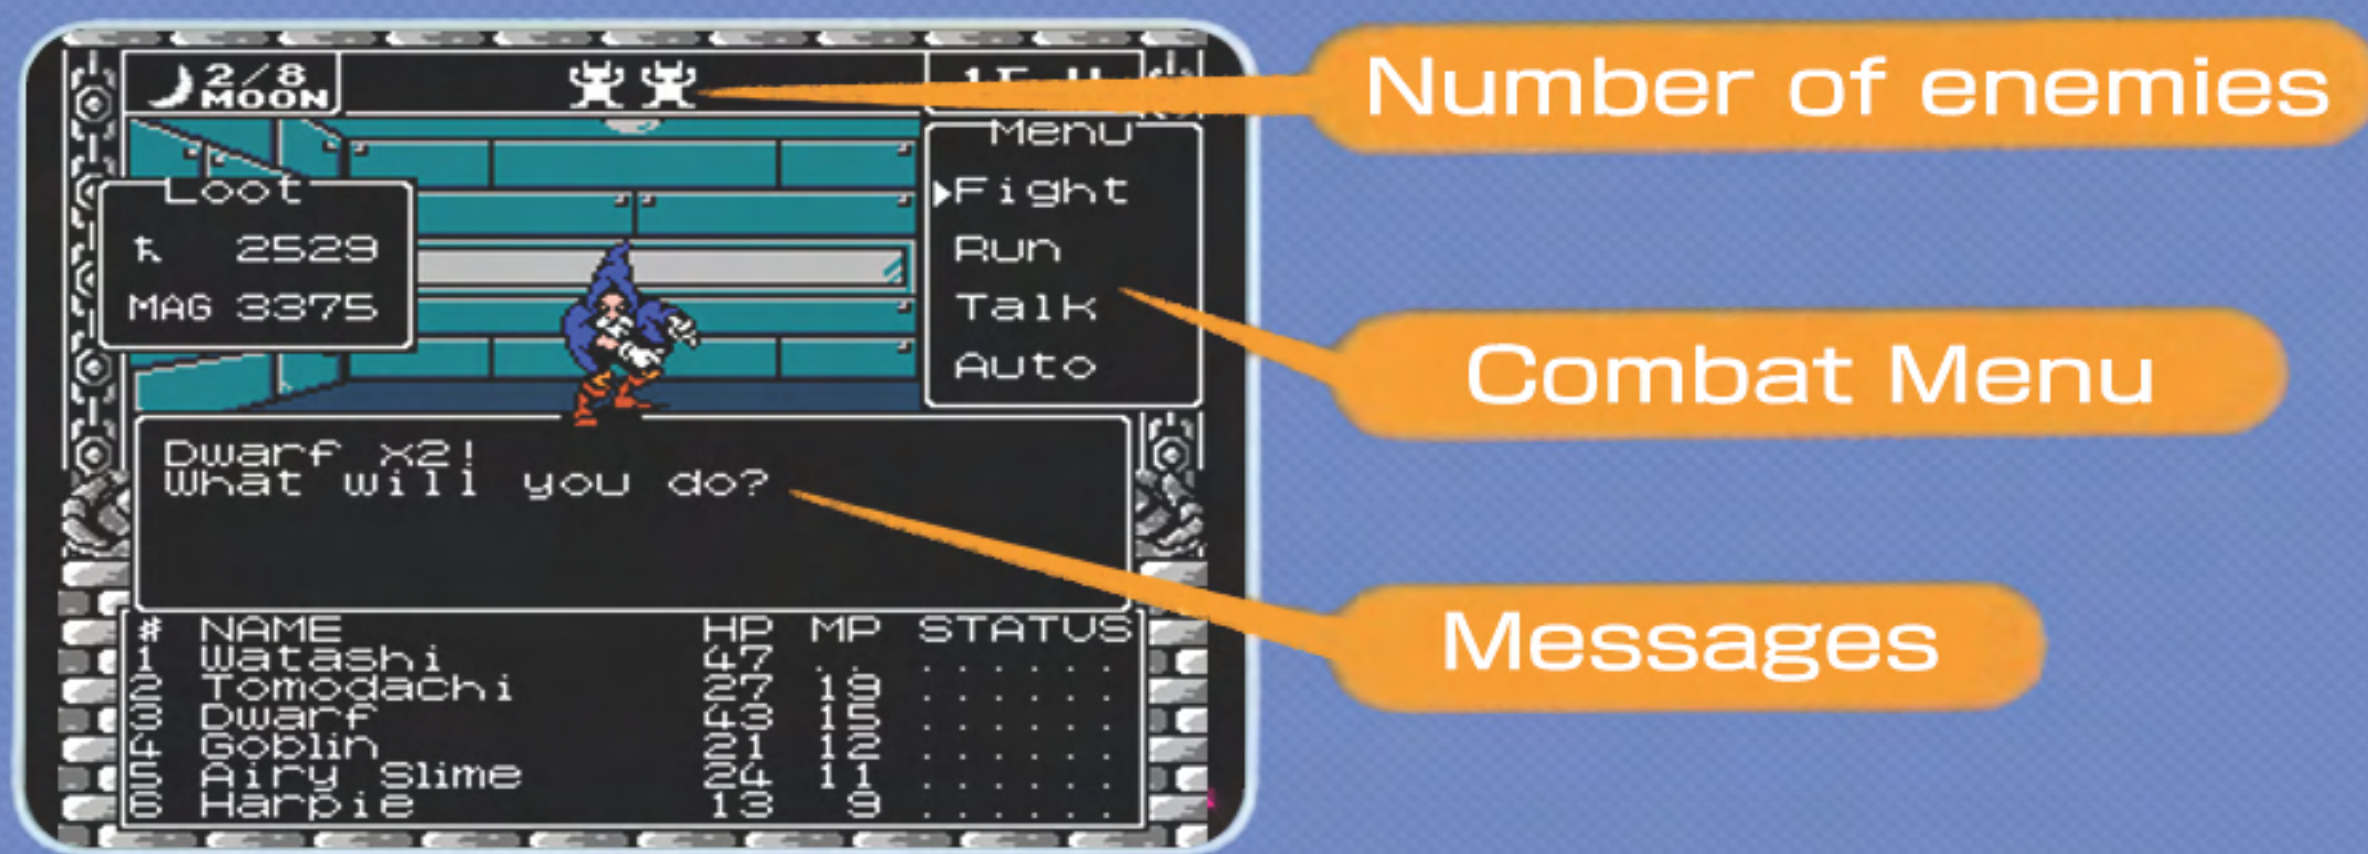 2/8
MOON
Number of enemies
Menu
Fight
Run
Talk
Auto
Loot
2529
MAG 3375
Combat Menu
Dwarf x2!
What will you do?
Messages
# NAME HP MP STATUS
1 Watashi 47 .. ......
2 Tomodachi 27 19 ......
3 Dwarf 43 15 ......
4 Goblin 21 12 ......
5 Airy Slime 24 11 ......
6 Harpie 13 9 ......